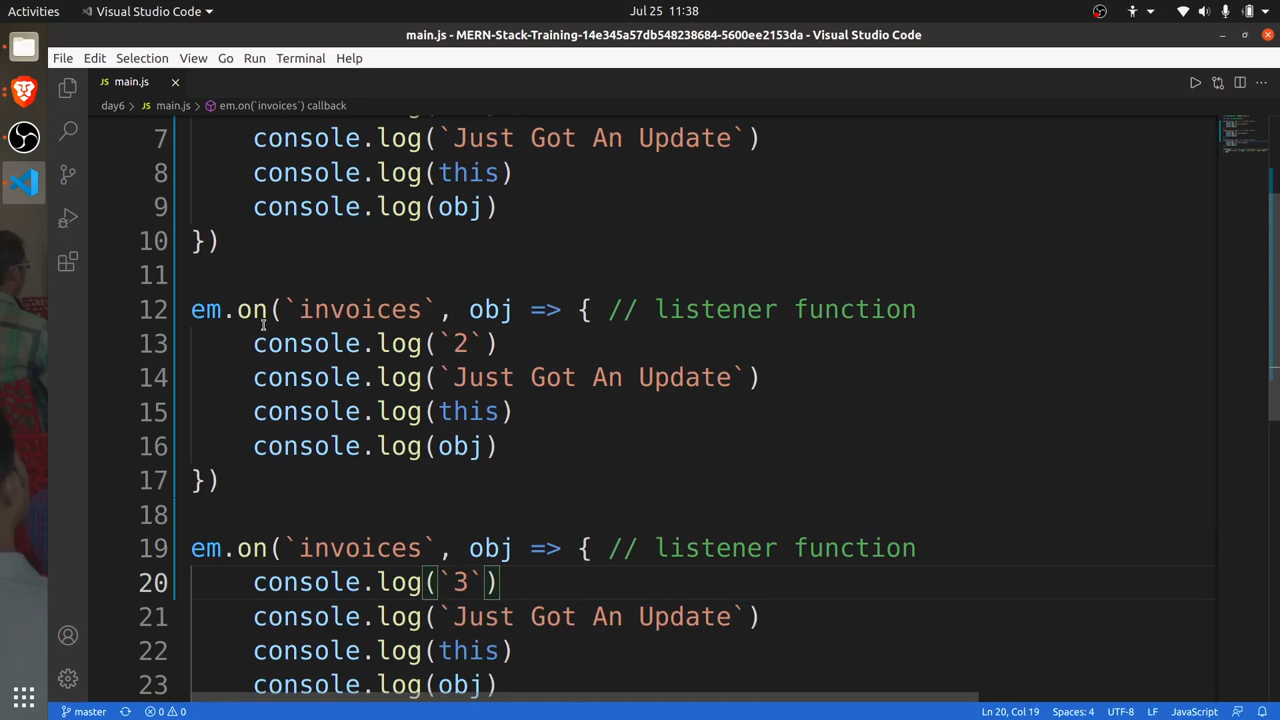 Activities
Visual Studio Code
Jul 25 11:38
main.js - MERN-Stack-Training-14e345a57db548238684-5600ee2153da - Visual Studio Code
File Edit Selection View Go Run Terminal Help
main.js
day6 > main.js > em.on(`invoices`) callback
7 console.log(`Just Got An Update`)
8 console.log(this)
9 console.log(obj)
10 })
11
12 em.on(`invoices`, obj => { // listener function
13 console.log(`2`)
14 console.log(`Just Got An Update`)
15 console.log(this)
16 console.log(obj)
17 })
18
19 em.on(`invoices`, obj => { // listener function
20 console.log(`3`)
21 console.log(`Just Got An Update`)
22 console.log(this)
23 console.log(obj)
master 0 0 Ln 20, Col 19 Spaces: 4 UTF-8 LF JavaScript